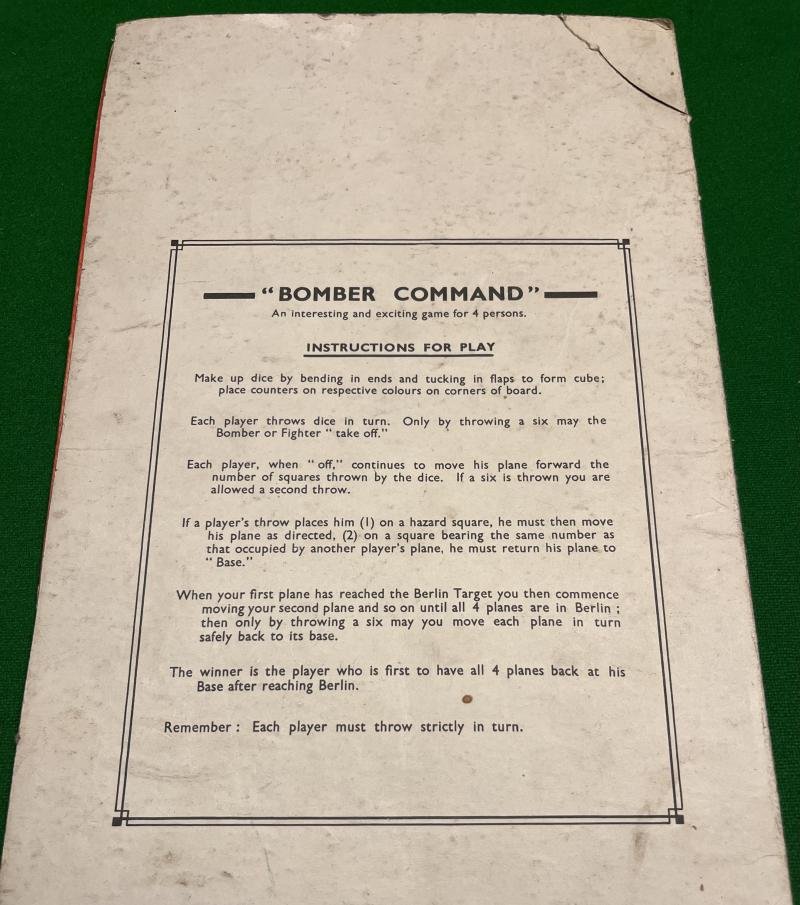 "BOMBER COMMAND"
An interesting and exciting game for 4 persons.
INSTRUCTIONS FOR PLAY
Make up dice by bending in ends and tucking in flaps to form cube;
place counters on respective colours on corners of board.
Each player throws dice in turn. Only by throwing a six may the
Bomber or Fighter "take off."
Each player, when "off," continues to move his plane forward the
number of squares thrown by the dice. If a six is thrown you are
allowed a second throw.
If a player's throw places him (1) on a hazard square, he must then move
his plane as directed, (2) on a square bearing the same number as
that occupied by another player's plane, he must return his plane to
"Base."
When your first plane has reached the Berlin Target you then commence
moving your second plane and so on until all 4 planes are in Berlin;
then only by throwing a six may you move each plane in turn
safely back to its base.
The winner is the player who is first to have all 4 planes back at his
Base after reaching Berlin.
Remember: Each player must throw strictly in turn.